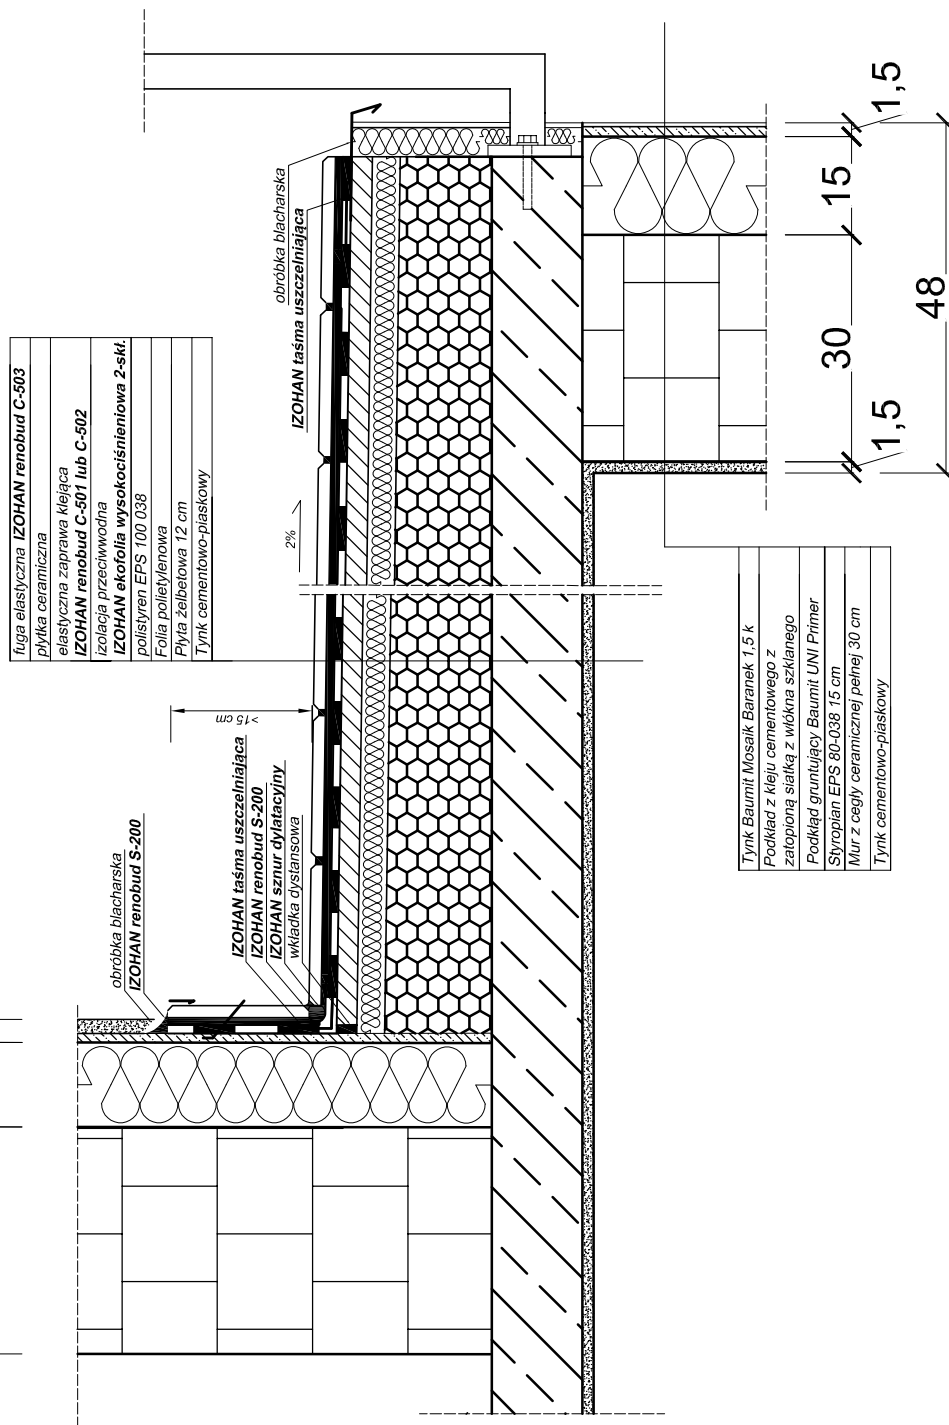 fuga elastyczna IZOHAN renobud C-503
płytka ceramiczna
elastyczna zaprawa klejąca
IZOHAN renobud C-501 lub C-502
izolacja przeciwwodna
IZOHAN ekofolia wysokociśnieniowa 2-skł.
polistyren EPS 100 038
Folia polietylenowa
Płyta żelbetowa 12 cm
Tynk cementowo-piaskowy
obróbka blacharska
IZOHAN renobud S-200
>15 cm
IZOHAN taśma uszczelniająca
IZOHAN renobud S-200
IZOHAN sznur dylatacyjny
wkładka dystansowa
2%
obróbka blacharska
IZOHAN taśma uszczelniająca
Tynk Baumit Mosaik Baranek 1,5 k
Podkład z kleju cementowego z
zatopioną siatką z włókna szklanego
Podkląd gruntujący Baumit UNI Primer
Styropian EPS 80-038 15 cm
Mur z cegły ceramicznej pełnej 30 cm
Tynk cementowo-piaskowy
1,5
30
15
1,5
48